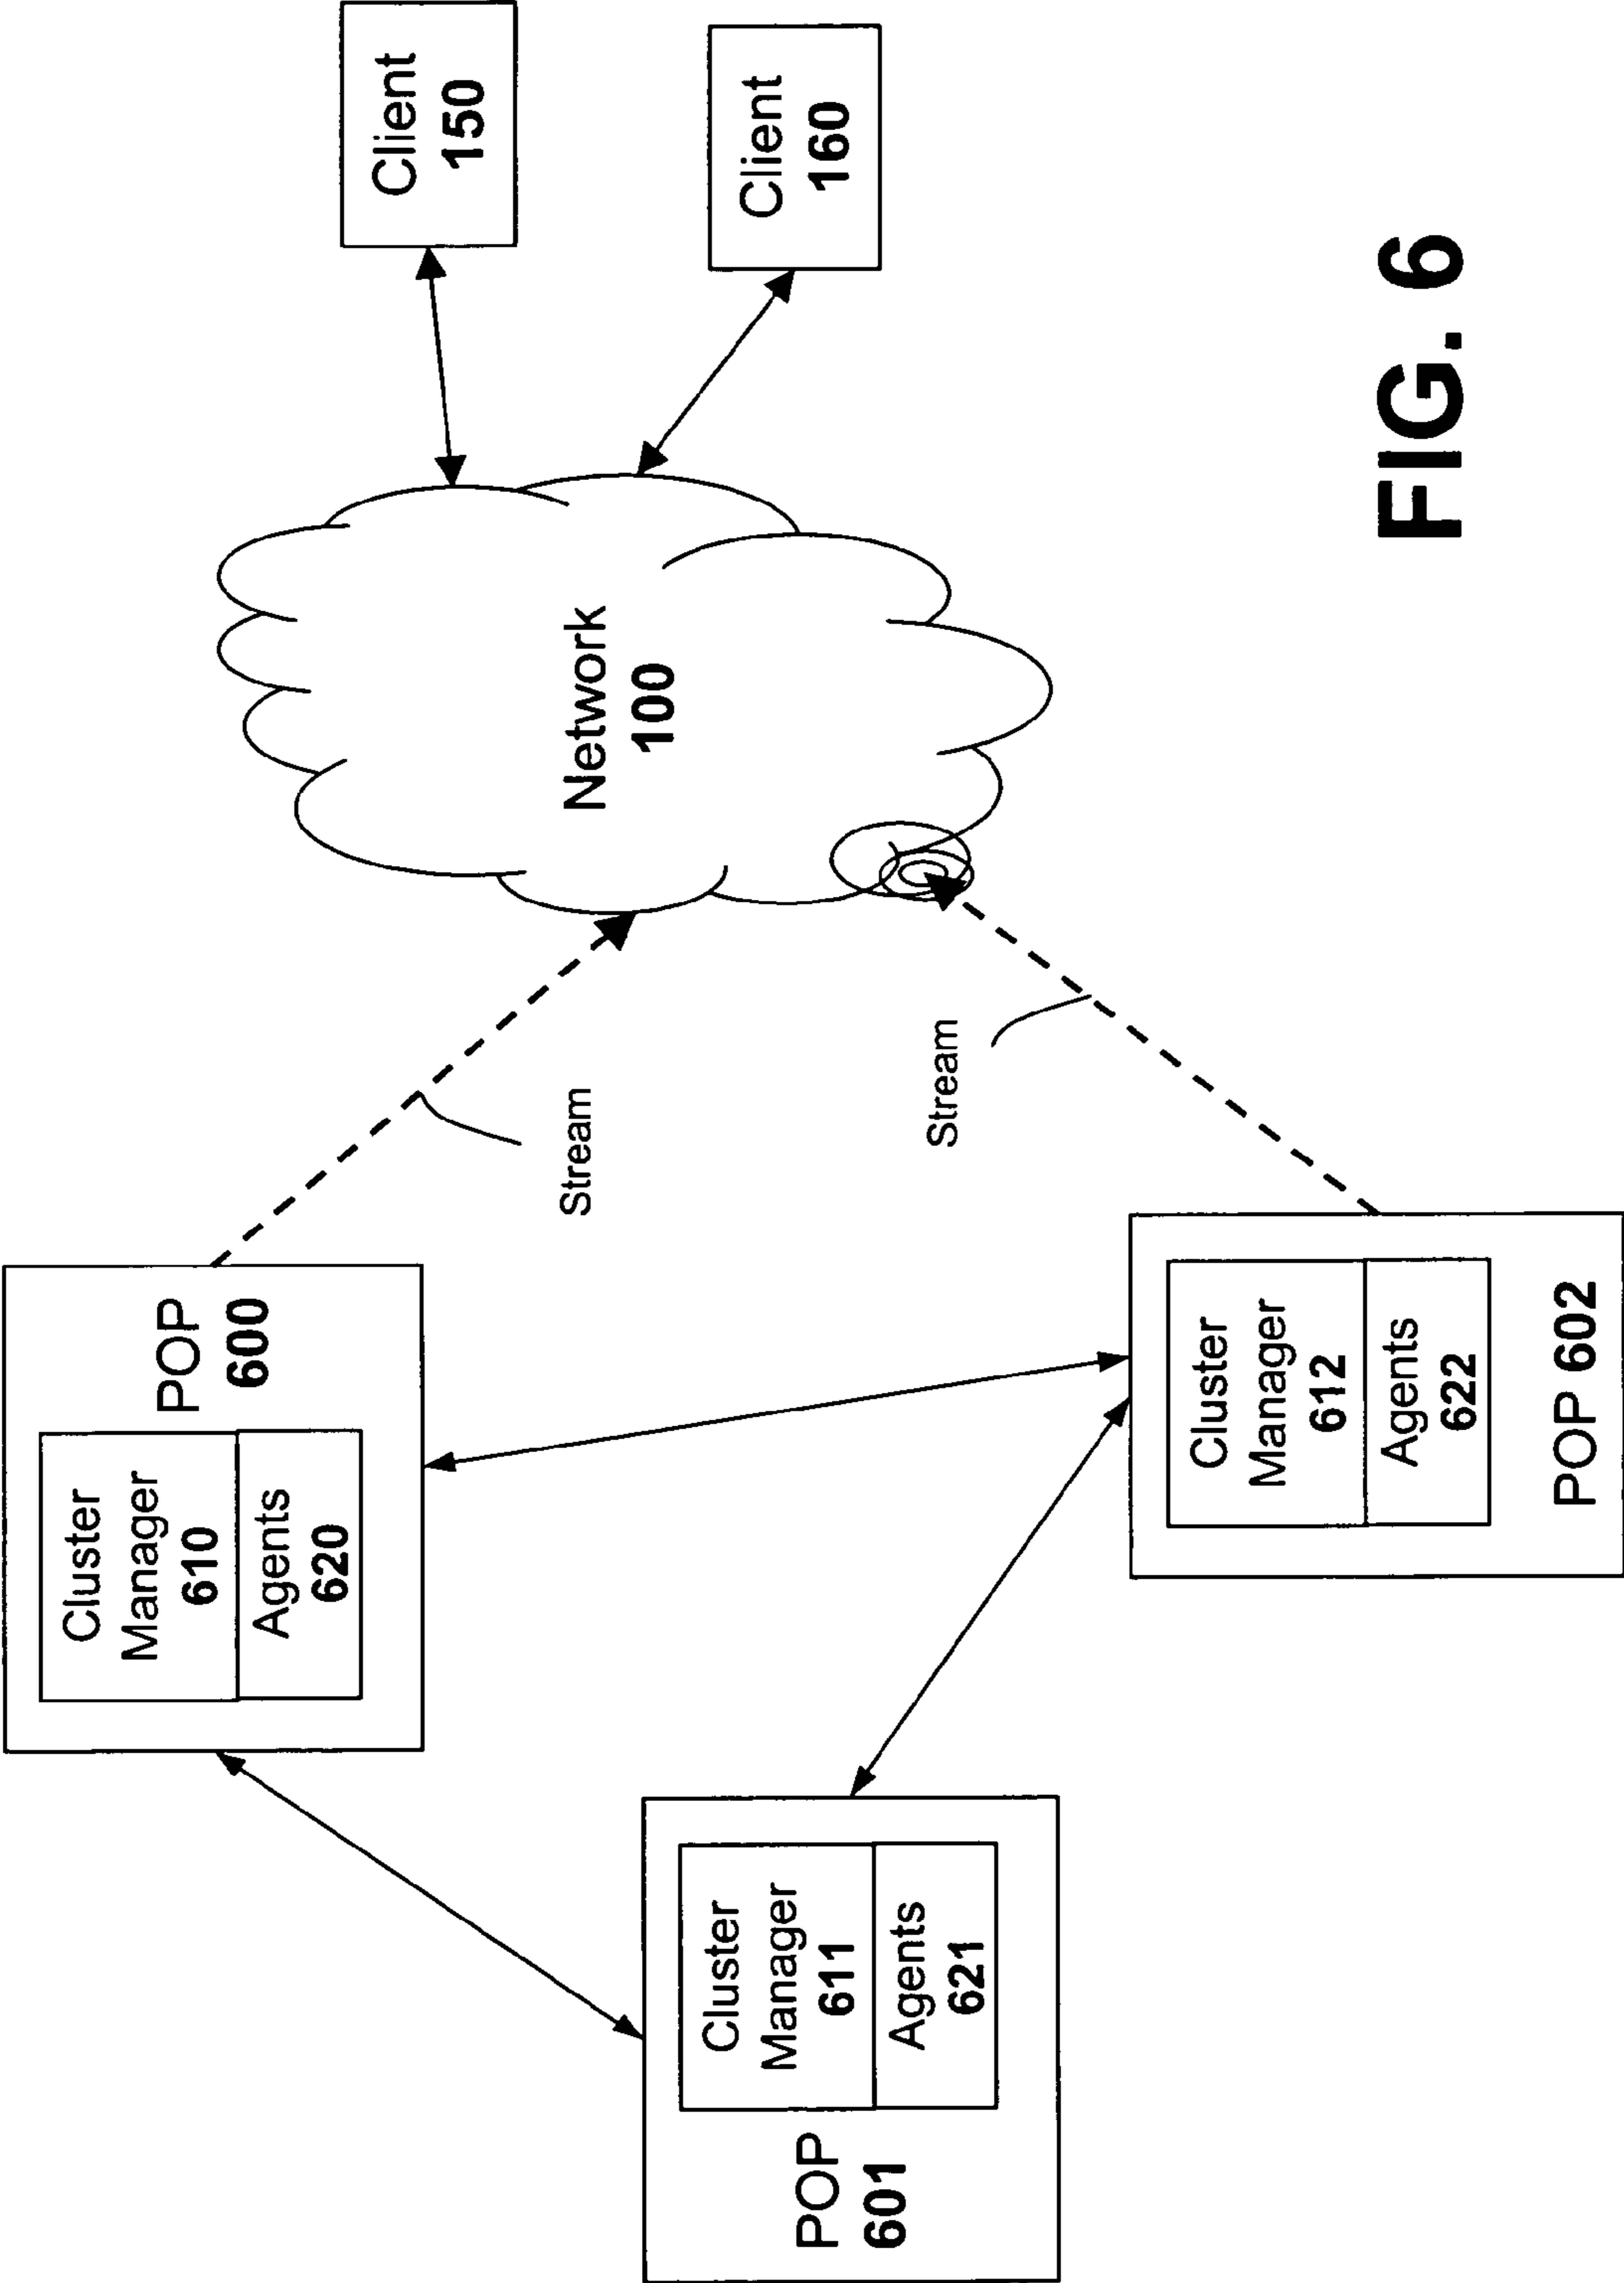 POP
601
Cluster
Manager
611
Agents
621
Cluster
Manager
610
Agents
620
POP
600
Cluster
Manager
612
Agents
622
POP 602
Stream
Stream
Network
100
Client
150
Client
160
FIG. 6